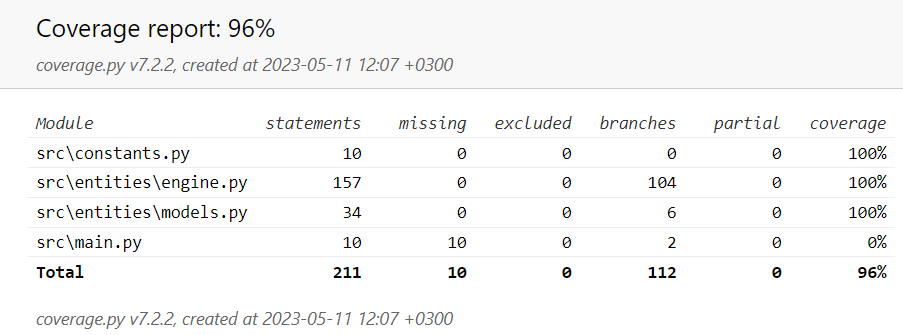 Coverage report: 96%
coverage.py v7.2.2, created at 2023-05-11 12:07 +0300
Module statements missing excluded branches partial coverage
src\constants.py 10 0 0 0 0 100%
src\entities\engine.py 157 0 0 104 0 100%
src\entities\models.py 34 0 0 6 0 100%
src\main.py 10 10 0 2 0 0%
Total 211 10 0 112 0 96%
coverage.py v7.2.2, created at 2023-05-11 12:07 +0300